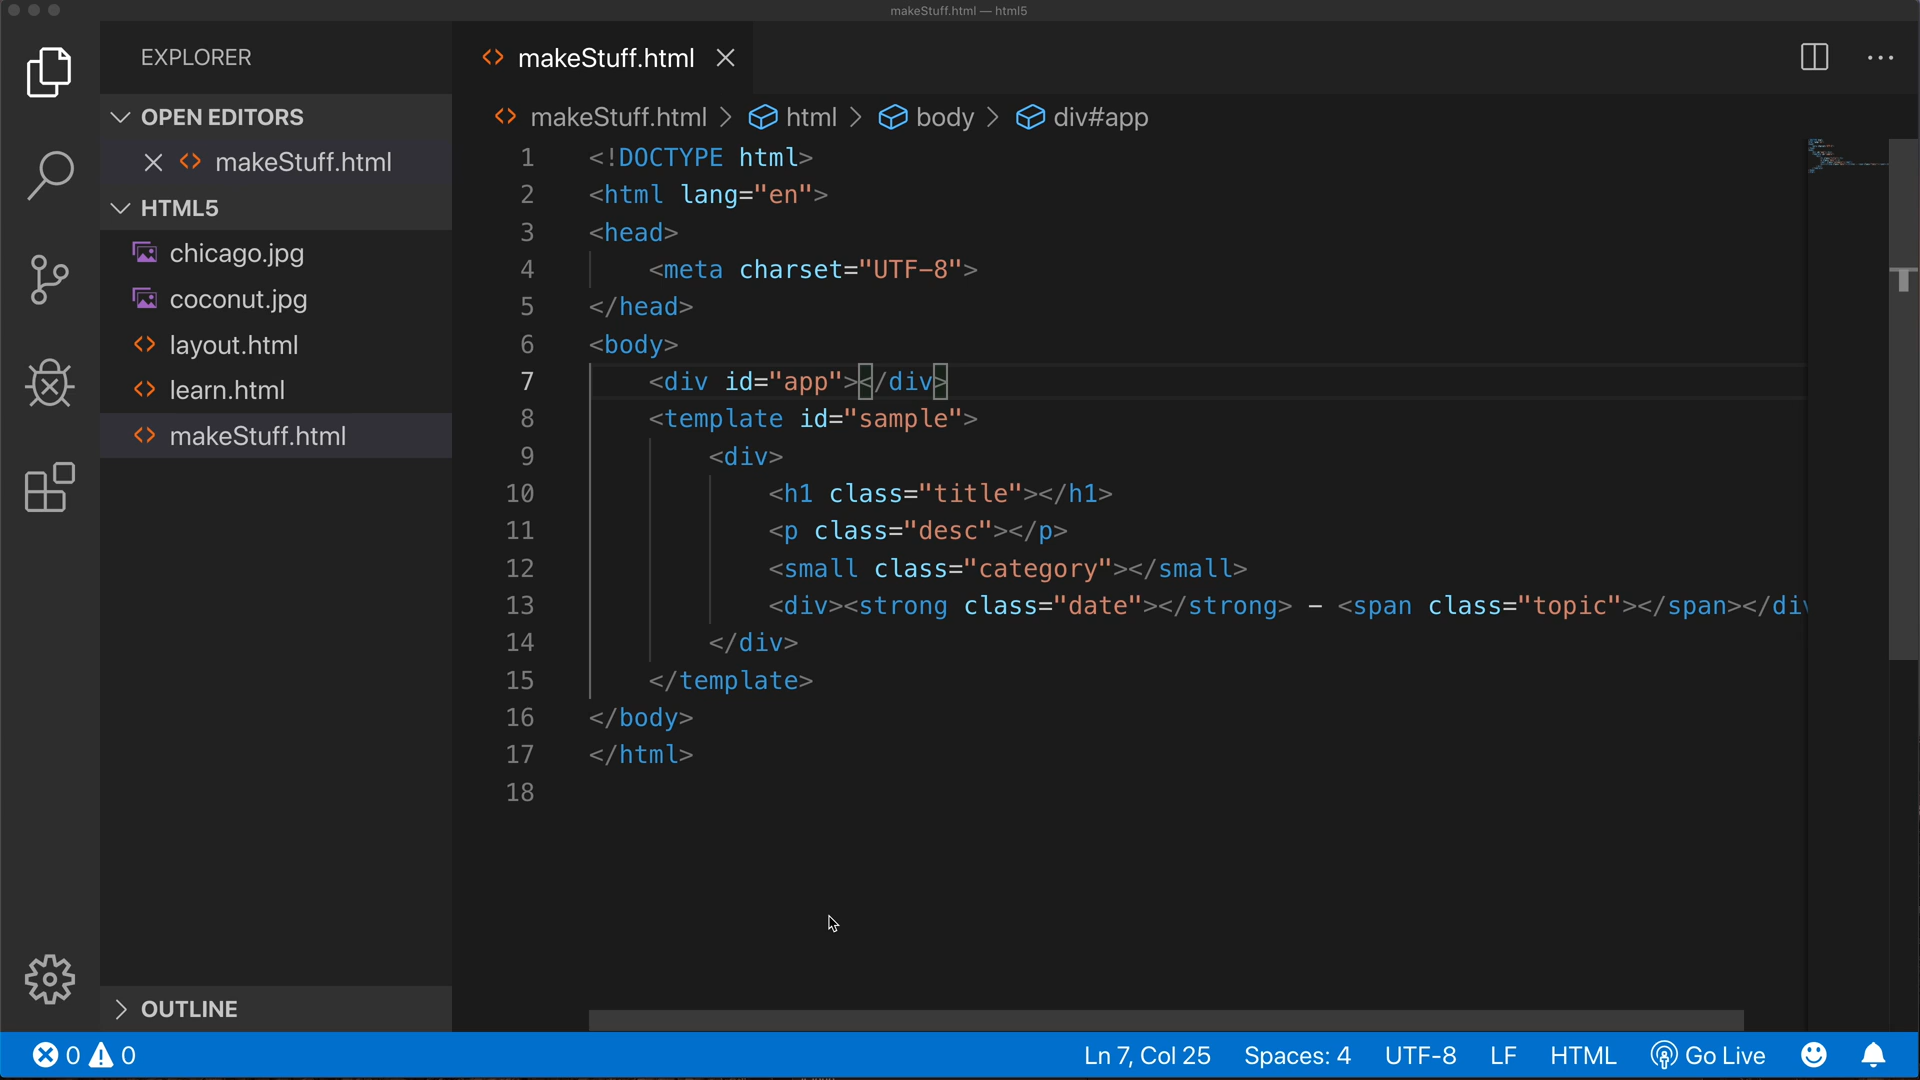 makeStuff.html — html5
EXPLORER
OPEN EDITORS
makeStuff.html
HTML5
chicago.jpg
coconut.jpg
layout.html
learn.html
makeStuff.html
OUTLINE
makeStuff.html
makeStuff.html > html > body > div#app
1 <!DOCTYPE html>
2 <html lang="en">
3 <head>
4     <meta charset="UTF-8">
5 </head>
6 <body>
7     <div id="app"></div>
8     <template id="sample">
9         <div>
10             <h1 class="title"></h1>
11             <p class="desc"></p>
12             <small class="category"></small>
13             <div><strong class="date"></strong> – <span class="topic"></span></div
14         </div>
15     </template>
16 </body>
17 </html>
18
0 0 Ln 7, Col 25 Spaces: 4 UTF-8 LF HTML Go Live